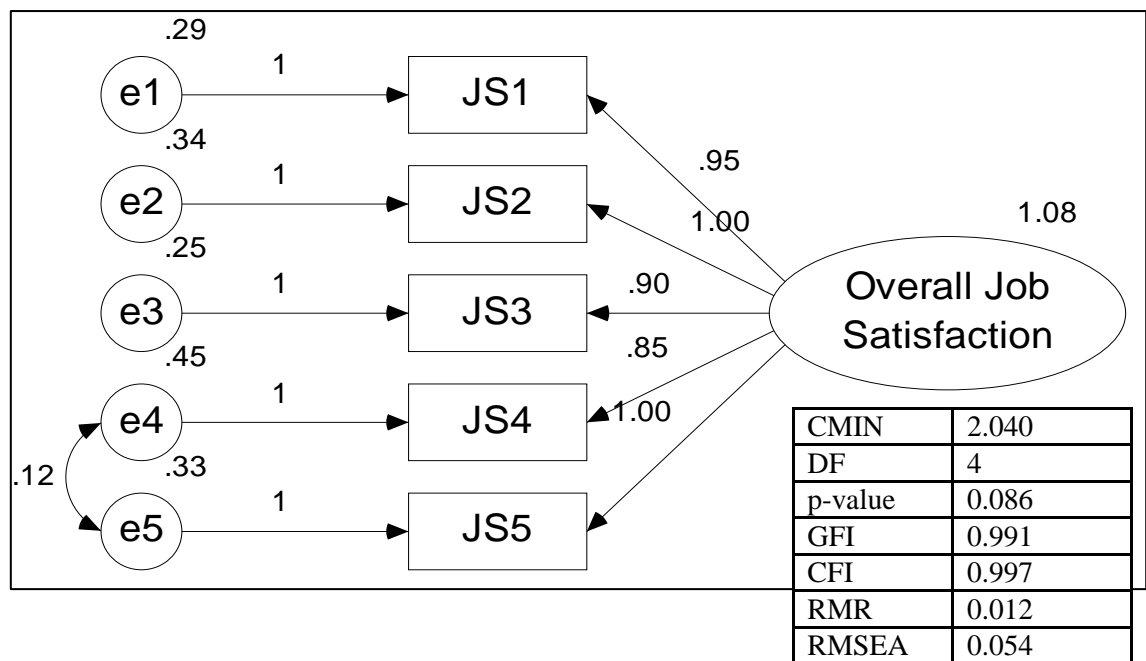 .29
1
e1
JS1
.34
.95
1
e2
JS2
1.00
1.08
.25
1
e3
JS3
.90
Overall Job
Satisfaction
.45
.85
1
e4
JS4
1.00
.12
.33
1
e5
JS5
CMIN 2.040
DF 4
p-value 0.086
GFI 0.991
CFI 0.997
RMR 0.012
RMSEA 0.054